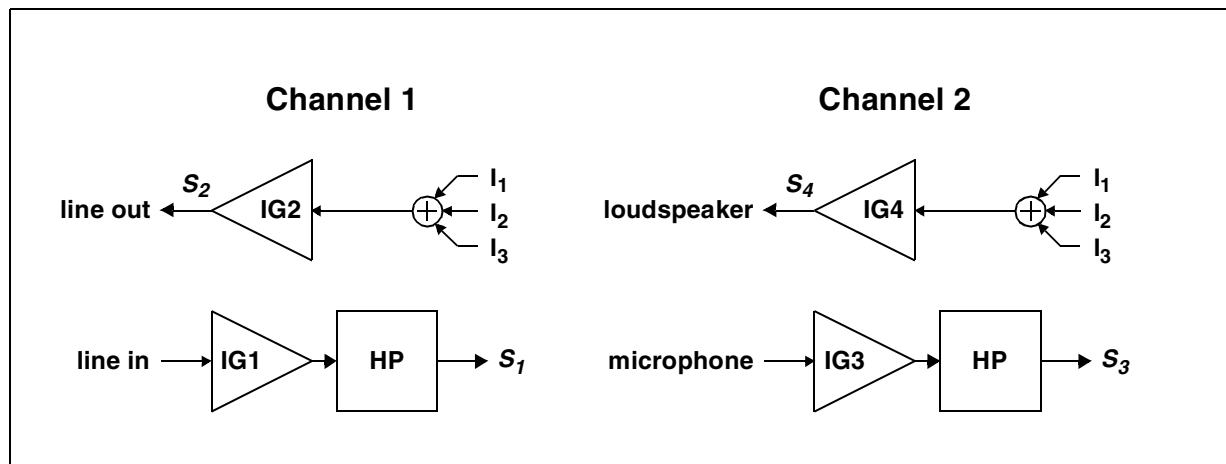 Channel 1
S2
line out
IG2
I1
I2
I3
line in
IG1
HP
S1
Channel 2
S4
loudspeaker
IG4
I1
I2
I3
microphone
IG3
HP
S3